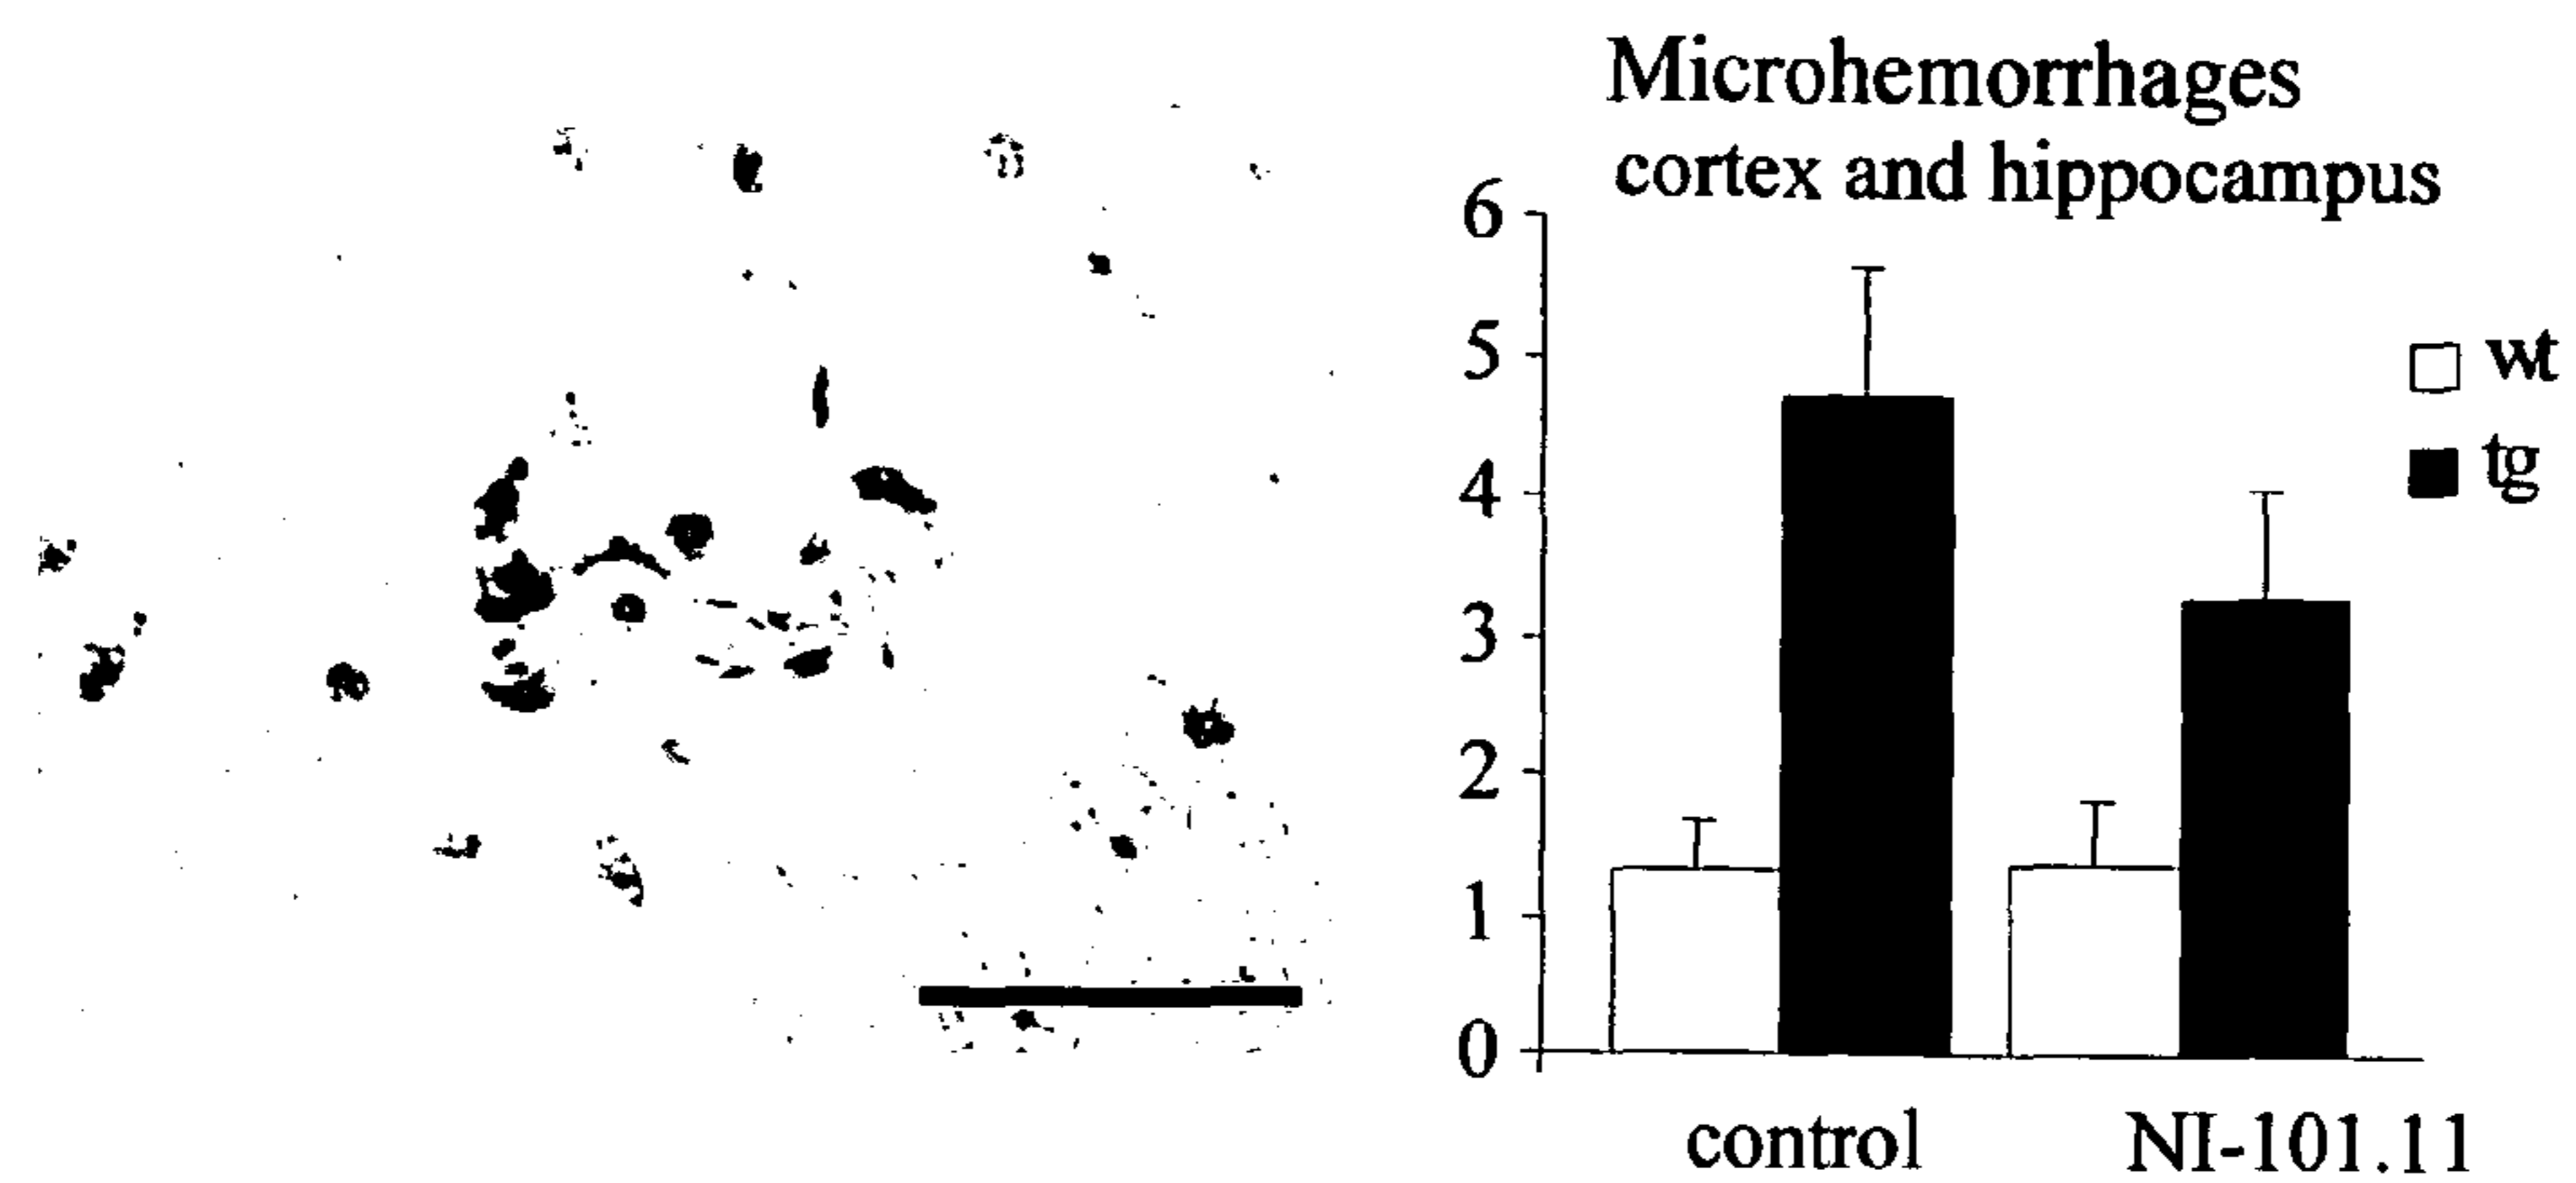 Microhemorrhages
cortex and hippocampus
6
5
4
3
2
1
0
wt
tg
control
NI-101.11